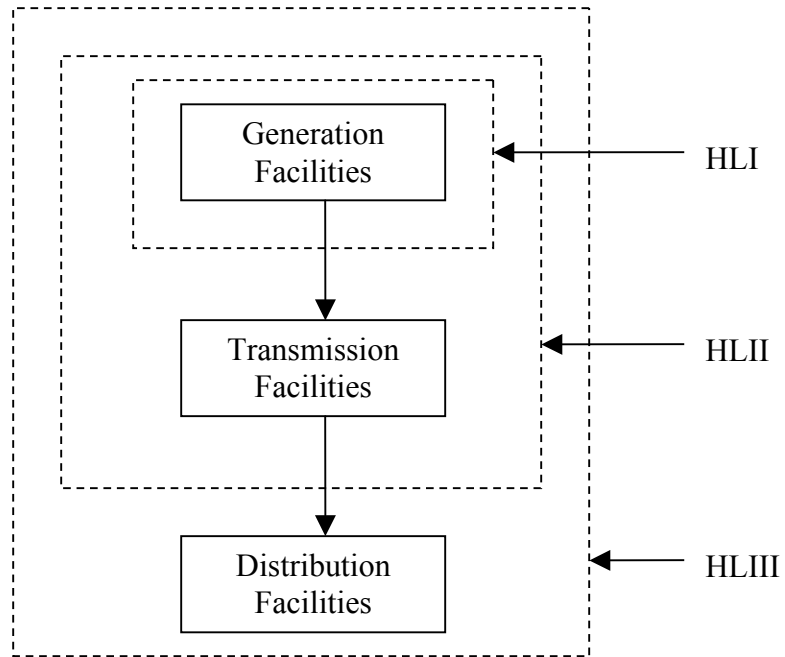 Generation
Facilities
HLI
Transmission
Facilities
HLII
Distribution
Facilities
HLIII